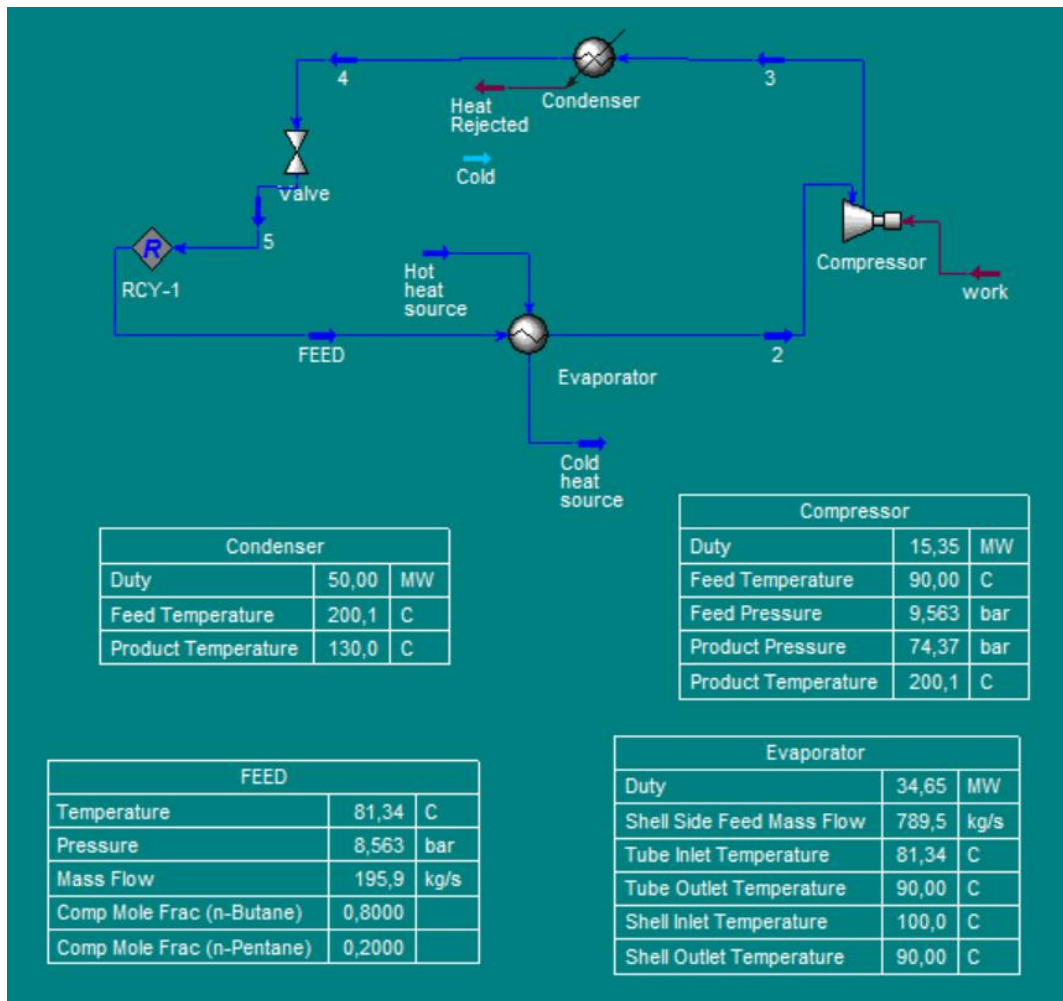 4
3
Heat
Rejected
Condenser
Cold
Valve
5
R
RCY-1
Hot
heat
source
Compressor
work
FEED
2
Evaporator
Cold
heat
source
Condenser
Duty 50,00 MW
Feed Temperature 200,1 C
Product Temperature 130,0 C
Compressor
Duty 15,35 MW
Feed Temperature 90,00 C
Feed Pressure 9,563 bar
Product Pressure 74,37 bar
Product Temperature 200,1 C
FEED
Temperature 81,34 C
Pressure 8,563 bar
Mass Flow 195,9 kg/s
Comp Mole Frac (n-Butane) 0,8000
Comp Mole Frac (n-Pentane) 0,2000
Evaporator
Duty 34,65 MW
Shell Side Feed Mass Flow 789,5 kg/s
Tube Inlet Temperature 81,34 C
Tube Outlet Temperature 90,00 C
Shell Inlet Temperature 100,0 C
Shell Outlet Temperature 90,00 C